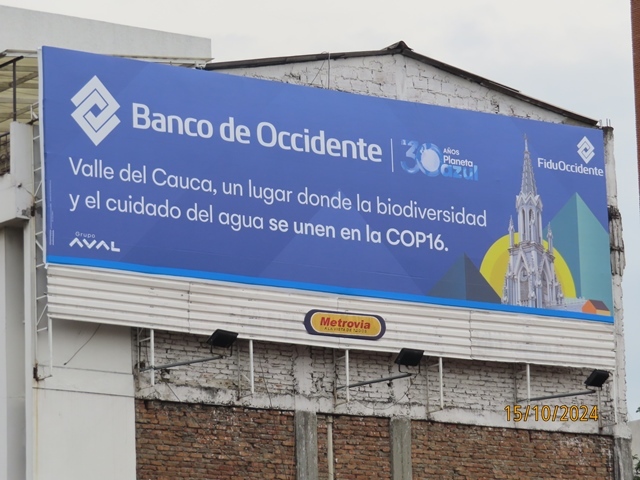 Banco de Occidente
30 AÑOS
Planeta
azul
FiduOccidente
Valle del Cauca, un lugar donde la biodiversidad
y el cuidado del agua se unen en la COP16.
Grupo
AVAL
Metrovia
15/10/2024